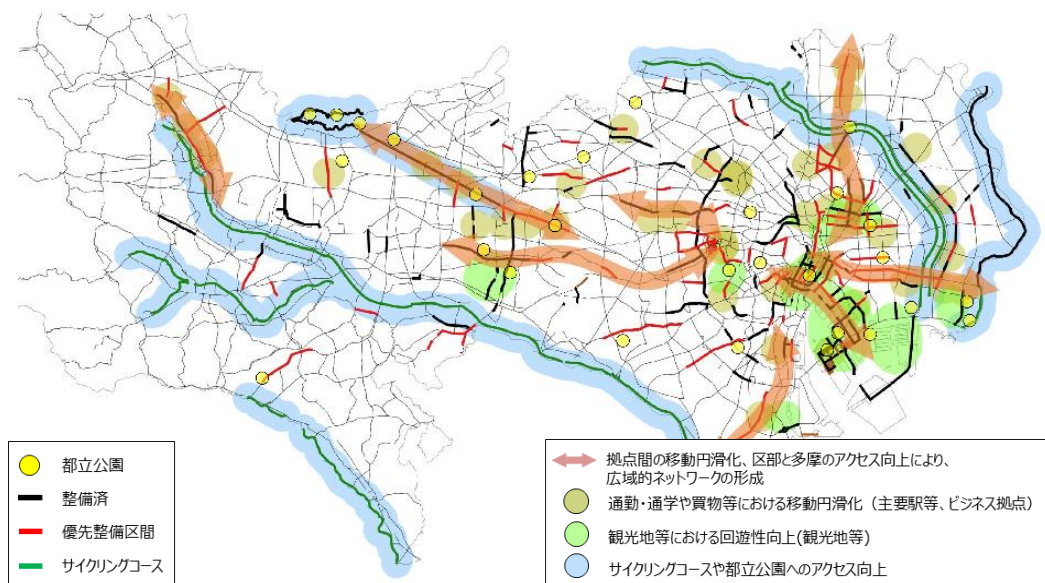 都立公園
整備済
優先整備区間
サイクリングコース
拠点間の移動円滑化、区部と多摩のアクセス向上により、
広域的ネットワークの形成
通勤・通学や買物等における移動円滑化（主要駅等、ビジネス拠点）
観光地等における回遊性向上(観光地等)
サイクリングコースや都立公園へのアクセス向上